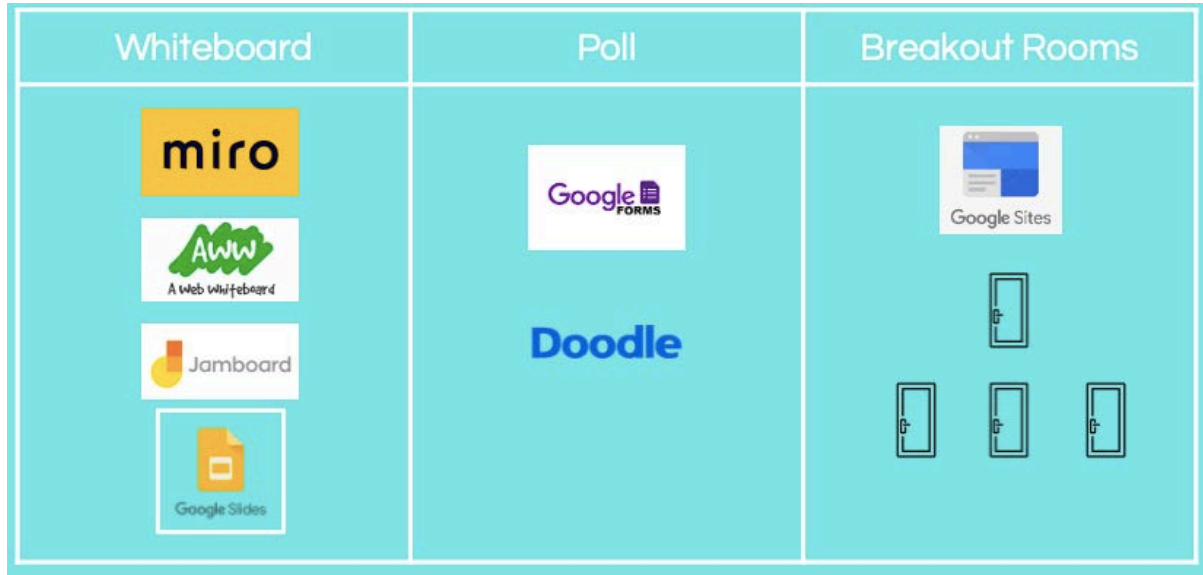 Whiteboard
Poll
Breakout Rooms
miro
AWW
A Web Whiteboard
Jamboard
Google Slides
Google FORMS
Doodle
Google Sites